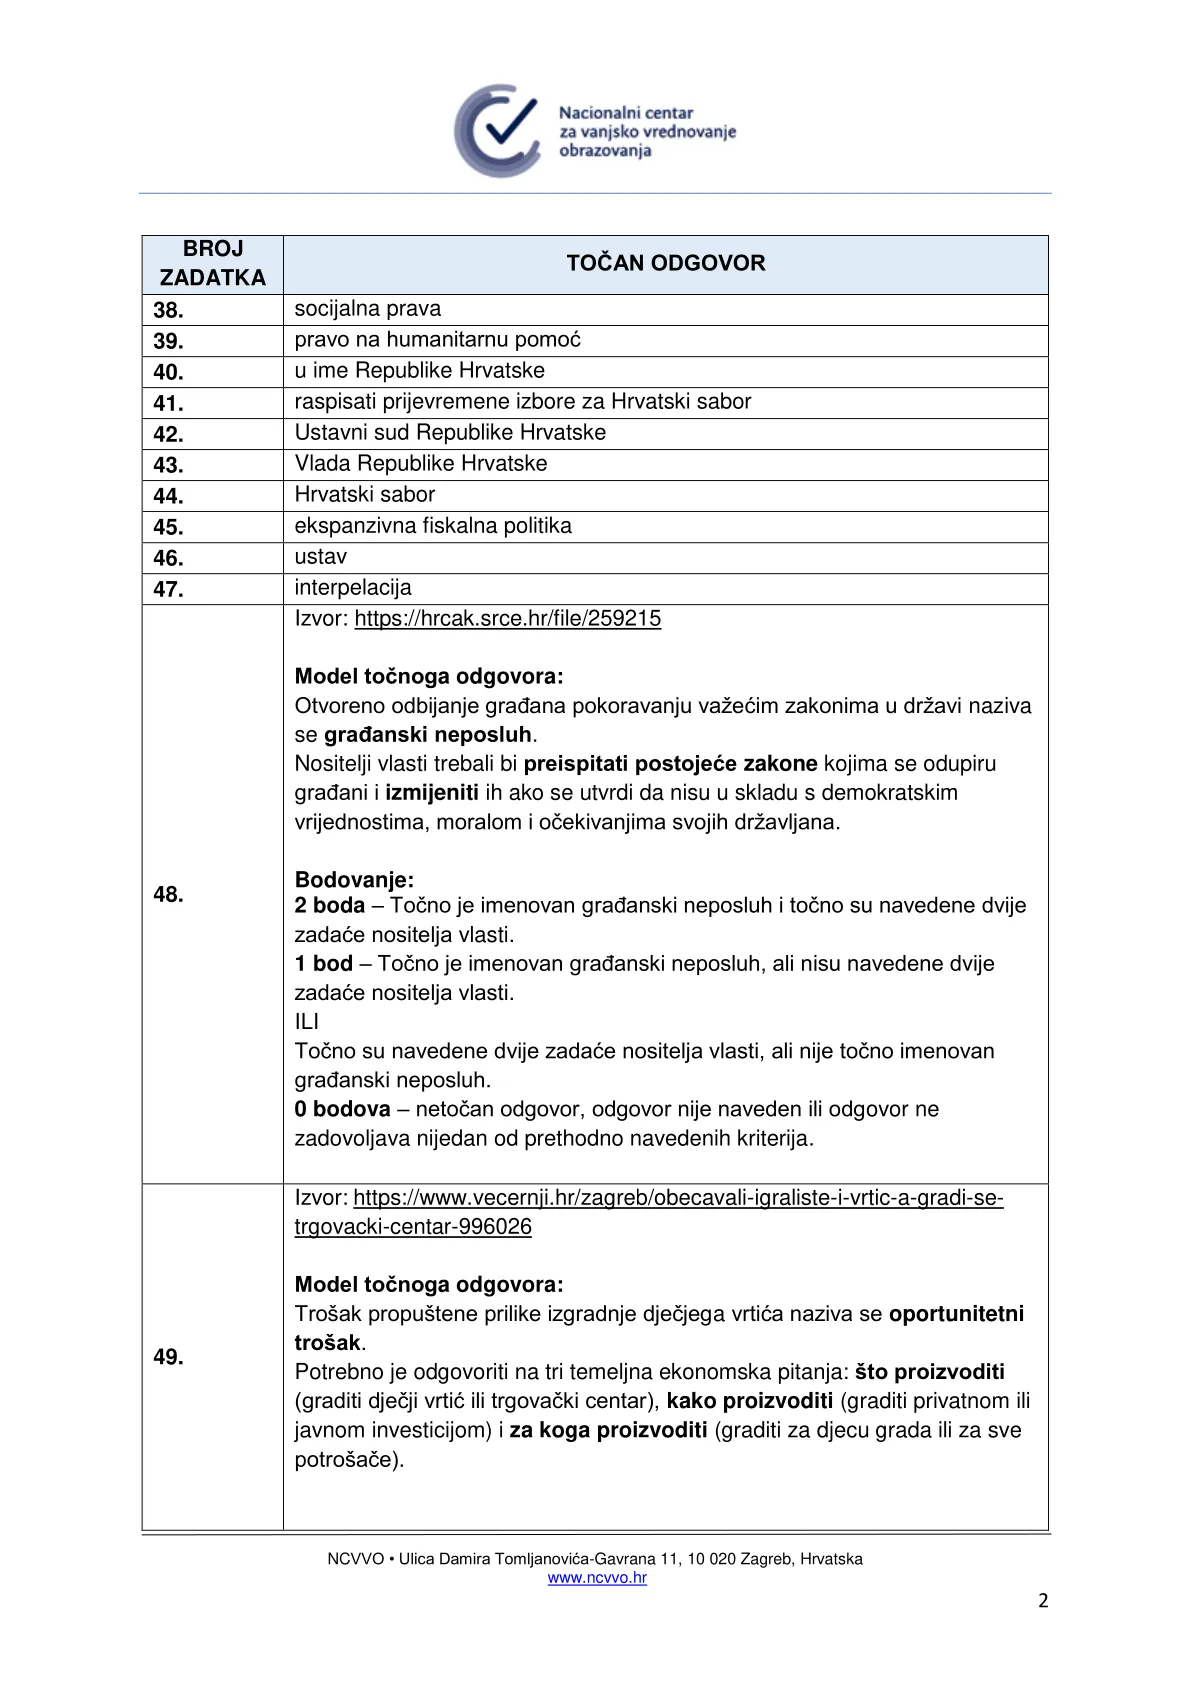 Nacionalni centar
za vanjsko vrednovanje
obrazovanja
BROJ
ZADATKA
TOČAN ODGOVOR
38.
socijalna prava
39.
pravo na humanitarnu pomoć
40.
u ime Republike Hrvatske
41.
raspisati prijevremene izbore za Hrvatski sabor
42.
Ustavni sud Republike Hrvatske
43.
Vlada Republike Hrvatske
44.
Hrvatski sabor
45.
ekspanzivna fiskalna politika
46.
ustav
47.
interpelacija
48.
Izvor: https://hrcak.srce.hr/file/259215
Model točnoga odgovora:
Otvoreno odbijanje građana pokoravanju važećim zakonima u državi naziva
se građanski neposluh.
Nositelji vlasti trebali bi preispitati postojeće zakone kojima se odupiru
građani i izmijeniti ih ako se utvrdi da nisu u skladu s demokratskim
vrijednostima, moralom i očekivanjima svojih državljana.
Bodovanje:
2 boda – Točno je imenovan građanski neposluh i točno su navedene dvije
zadaće nositelja vlasti.
1 bod – Točno je imenovan građanski neposluh, ali nisu navedene dvije
zadaće nositelja vlasti.
ILI
Točno su navedene dvije zadaće nositelja vlasti, ali nije točno imenovan
građanski neposluh.
0 bodova – netočan odgovor, odgovor nije naveden ili odgovor ne
zadovoljava nijedan od prethodno navedenih kriterija.
49.
Izvor: https://www.vecernji.hr/zagreb/obecavali-igraliste-i-vrtic-a-gradi-se-
trgovacki-centar-996026
Model točnoga odgovora:
Trošak propuštene prilike izgradnje dječjega vrtića naziva se oportunitetni
trošak.
Potrebno je odgovoriti na tri temeljna ekonomska pitanja: što proizvoditi
(graditi dječji vrtić ili trgovački centar), kako proizvoditi (graditi privatnom ili
javnom investicijom) i za koga proizvoditi (graditi za djecu grada ili za sve
potrošače).
NCVVO • Ulica Damira Tomljanovića-Gavrana 11, 10 020 Zagreb, Hrvatska
www.ncvvo.hr
2